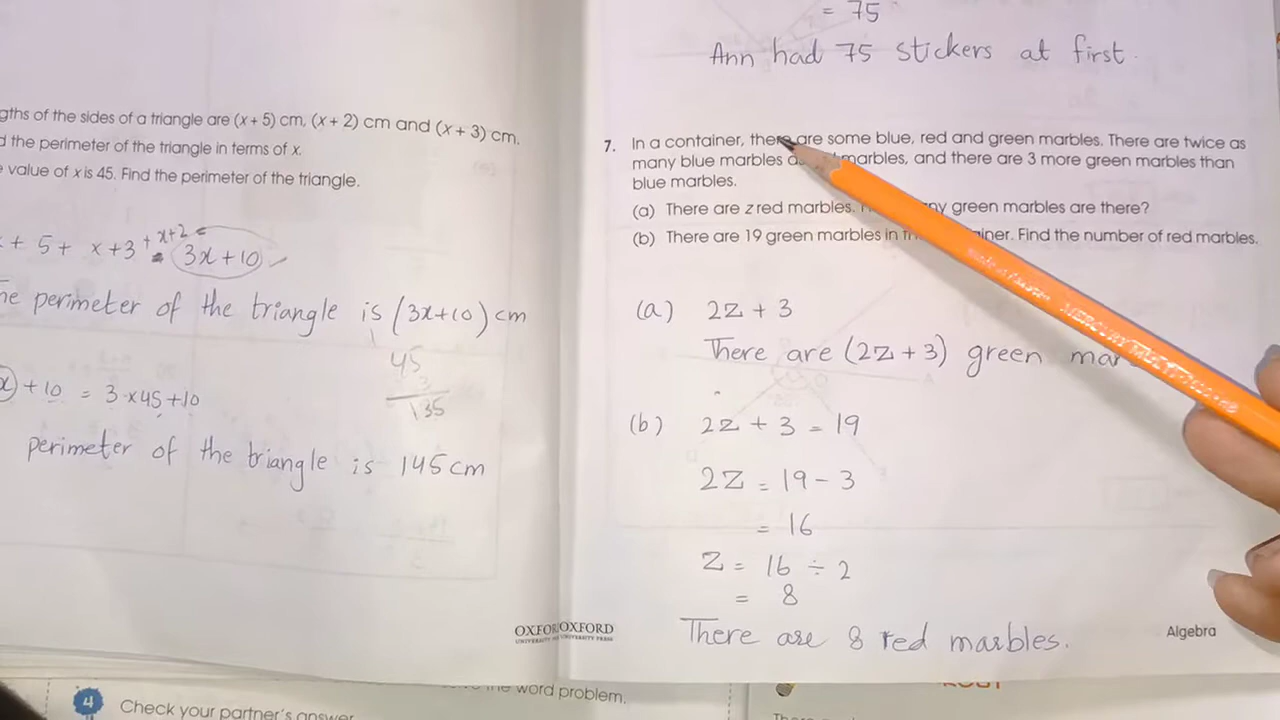 gths of the sides of a triangle are (x + 5) cm, (x + 2) cm and (x + 3) cm.
d the perimeter of the triangle in terms of x.
value of x is 45. Find the perimeter of the triangle.
+ 5 + x+3 + x+2 =
3x+10
perimeter of the triangle is (3x+10) cm
45
3
135
+10 = 3×45+10
perimeter of the triangle is 145cm
OXFOR
UNIVERSITY
= 75
Ann had 75 stickers at first.
7. In a container, there are some blue, red and green marbles. There are twice as
many blue marbles marbles, and there are 3 more green marbles than
blue marbles.
(a) There are z red marbles. green marbles are there?
(b) There are 19 green marbles in Find the number of red marbles.
(a) 2z + 3
There are (2z + 3) green mar
(b) 2z + 3 = 19
2z = 19 - 3
= 16
z = 16 ÷ 2
= 8
There are 8 red marbles.
OXFORD
UNIVERSITY PRESS
Algebra
4 Check your partner's answer
word problem.